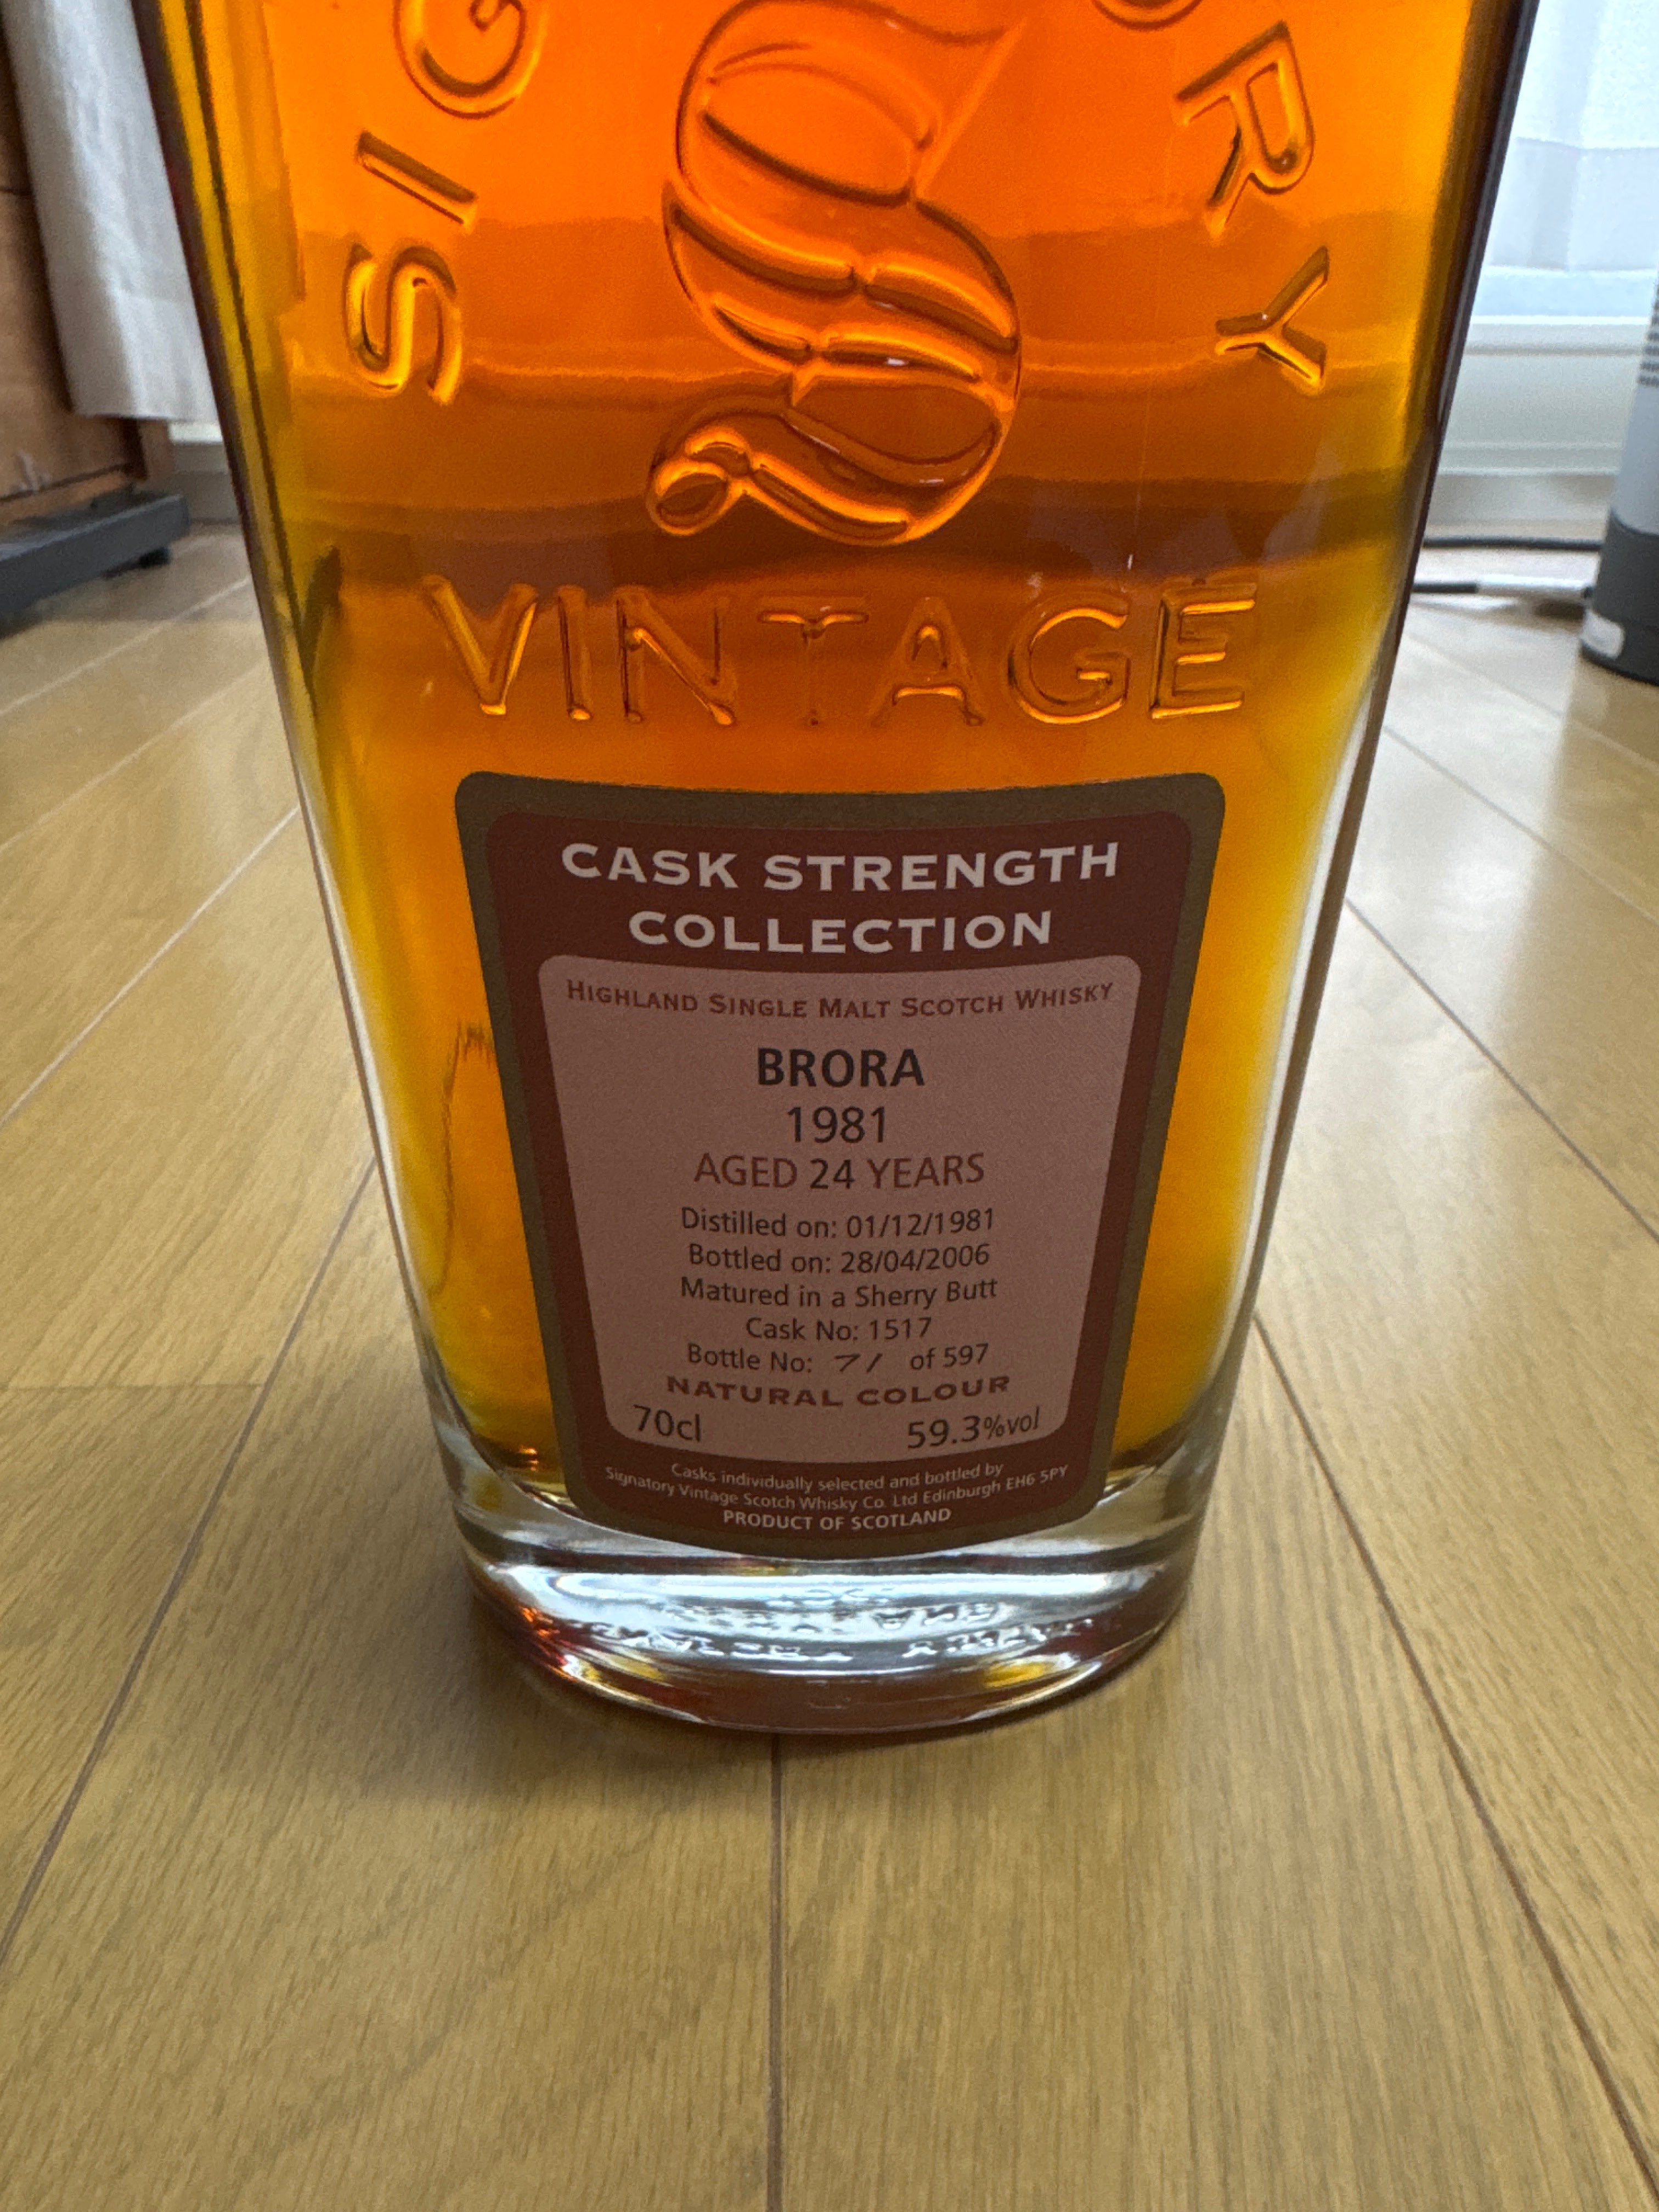 SIG
ORY
VINTAGE
CASK STRENGTH
COLLECTION
HIGHLAND SINGLE MALT SCOTCH WHISKY
BRORA
1981
AGED 24 YEARS
Distilled on: 01/12/1981
Bottled on: 28/04/2006
Matured in a Sherry Butt
Cask No: 1517
Bottle No: 71 of 597
NATURAL COLOUR
70cl 59.3%vol
Casks individually selected and bottled by
Signatory Vintage Scotch Whisky Co. Ltd Edinburgh EH6 5PY
PRODUCT OF SCOTLAND